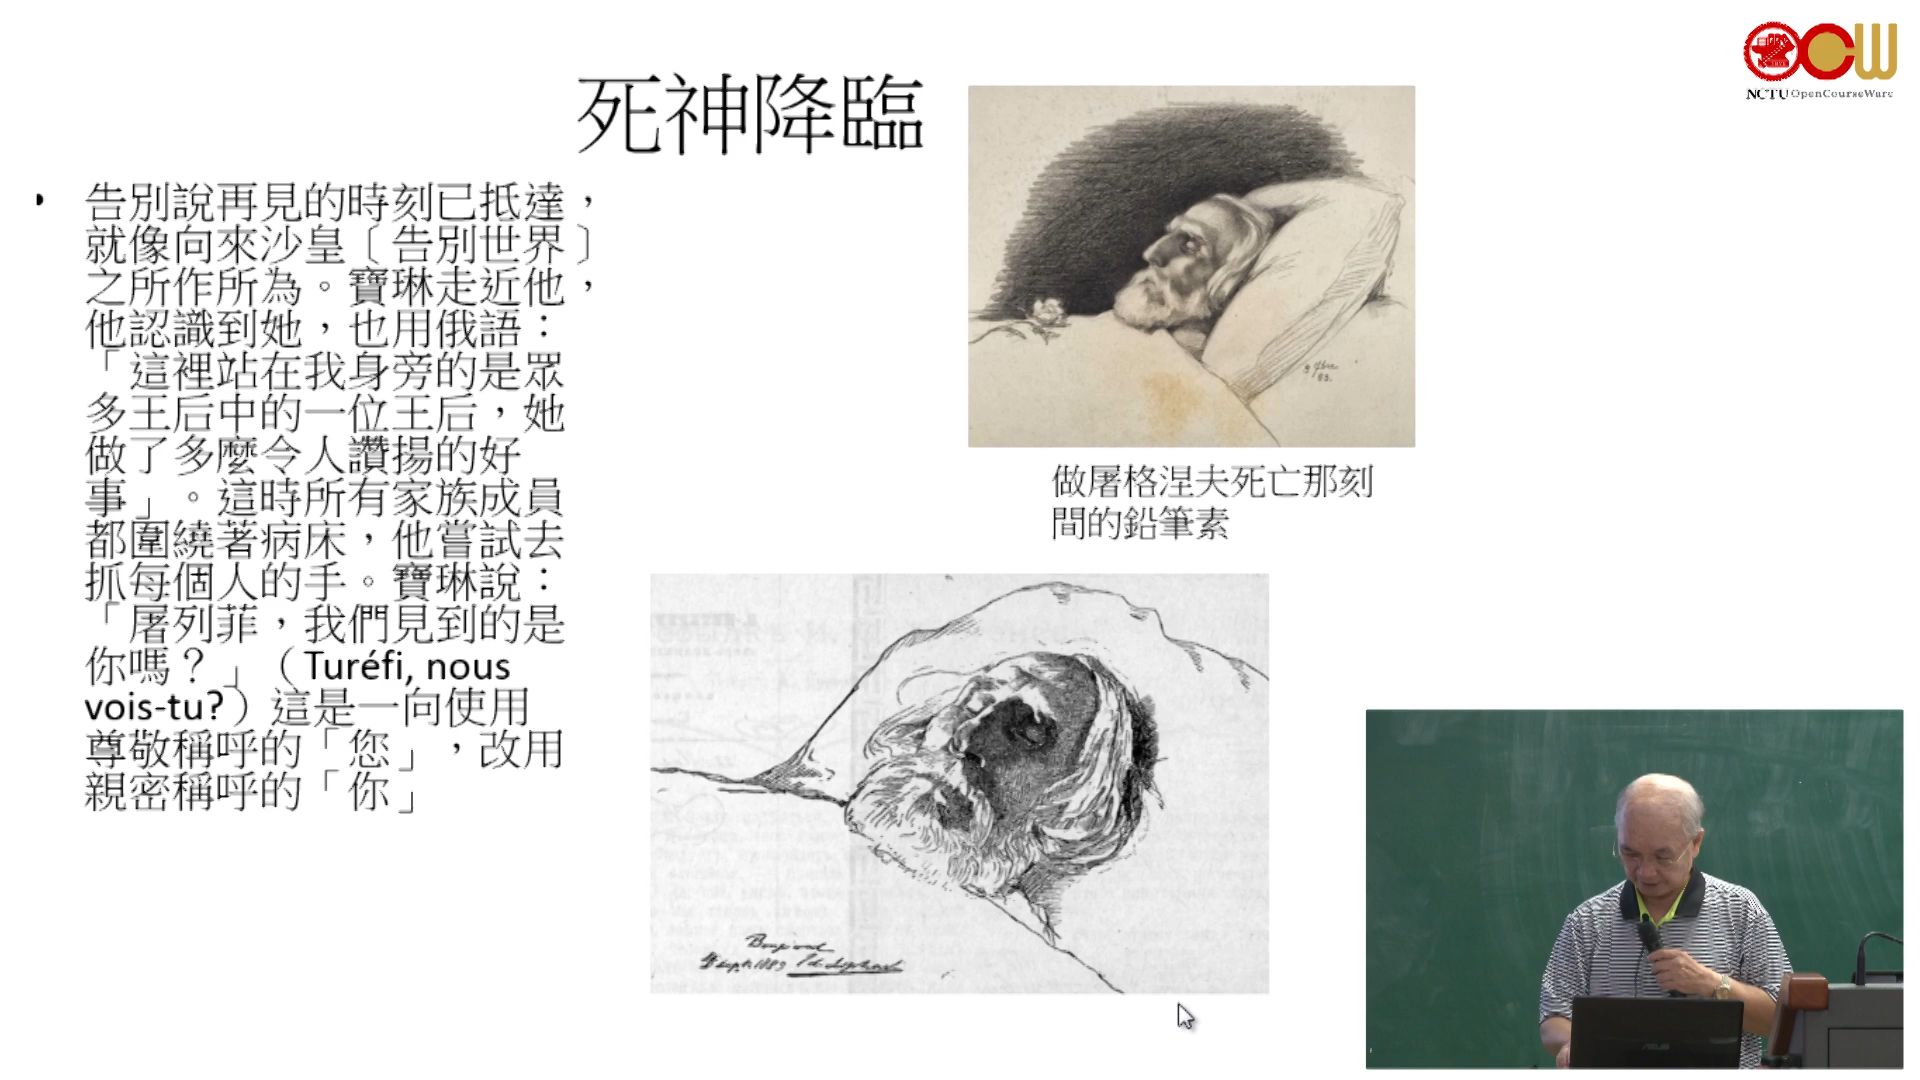 死神降臨
• 告別說再見的時刻已抵達，
就像向來沙皇〔告別世界〕
之所作所為。寶琳走近他，
他認識到她，也用俄語：
「這裡站在我身旁的是眾
多王后中的一位王后，她
做了多麼令人讚揚的好
事」。這時所有家族成員
都圍繞著病床，他嘗試去
抓每個人的手。寶琳說：
「屠列菲，我們見到的是
你嗎？」（Turéfi, nous
vois-tu?）這是一向使用
尊敬稱呼的「您」，改用
親密稱呼的「你」
做屠格涅夫死亡那刻
間的鉛筆素
NCTU OpenCourseWare
ASUS